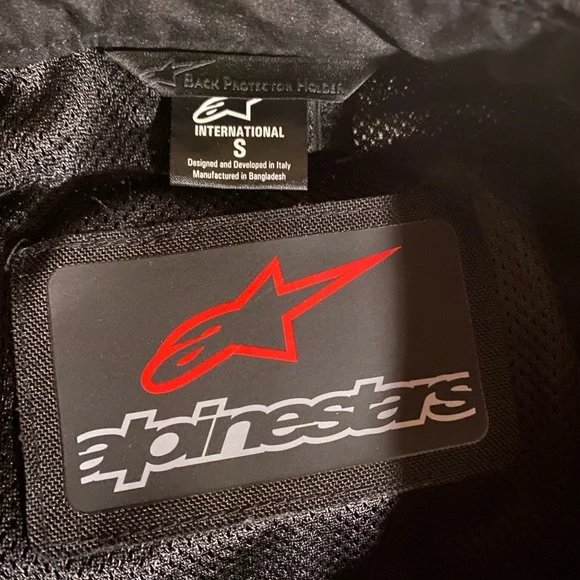 BACK PROTECTOR HOLDER
INTERNATIONAL
S
Designed and Developed in Italy
Manufactured in Bangladesh
alpinestars